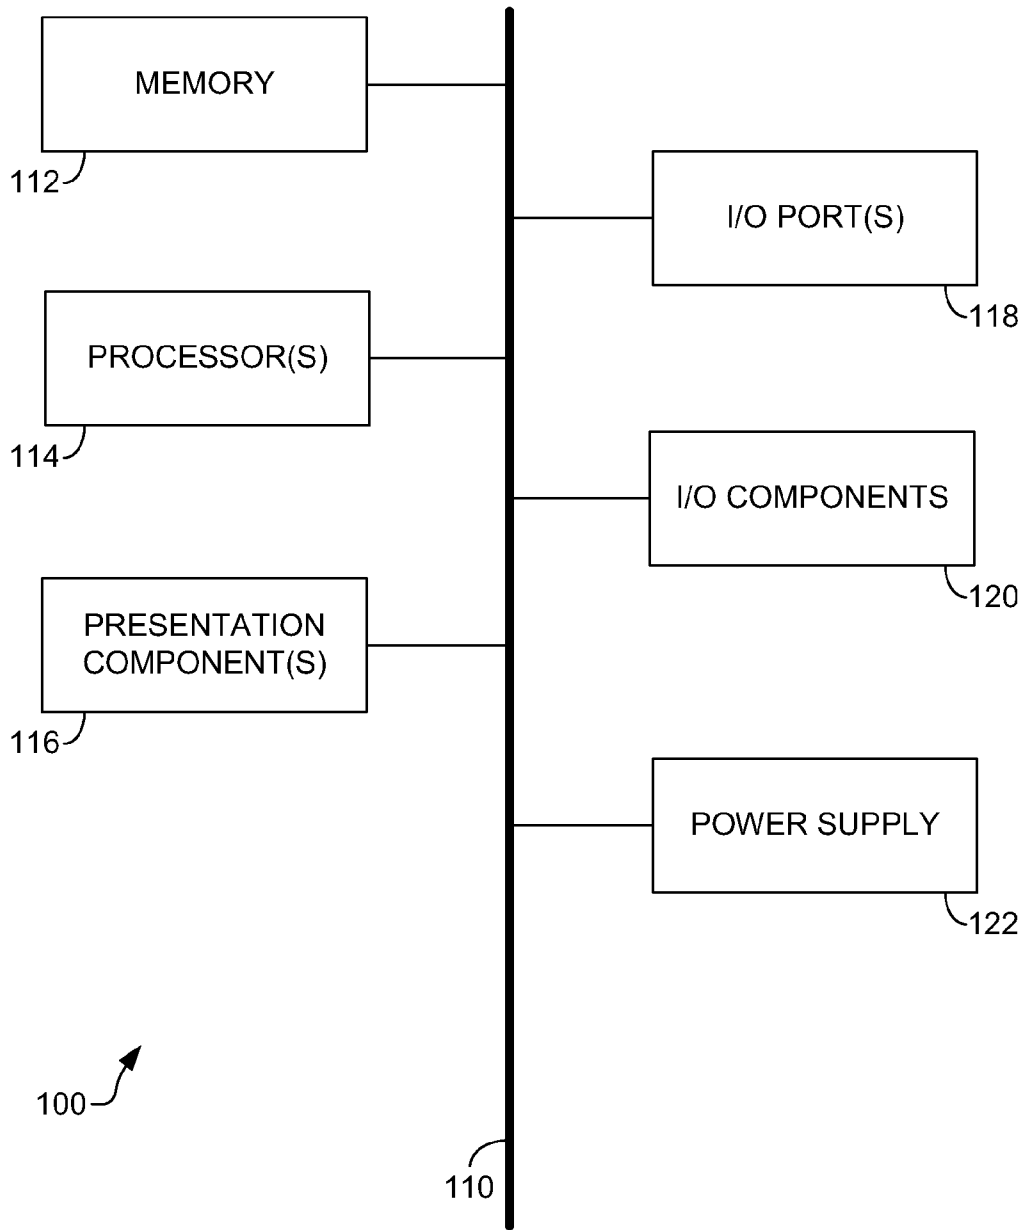 MEMORY
112
I/O PORT(S)
118
PROCESSOR(S)
114
I/O COMPONENTS
120
PRESENTATION
COMPONENT(S)
116
POWER SUPPLY
122
100
110